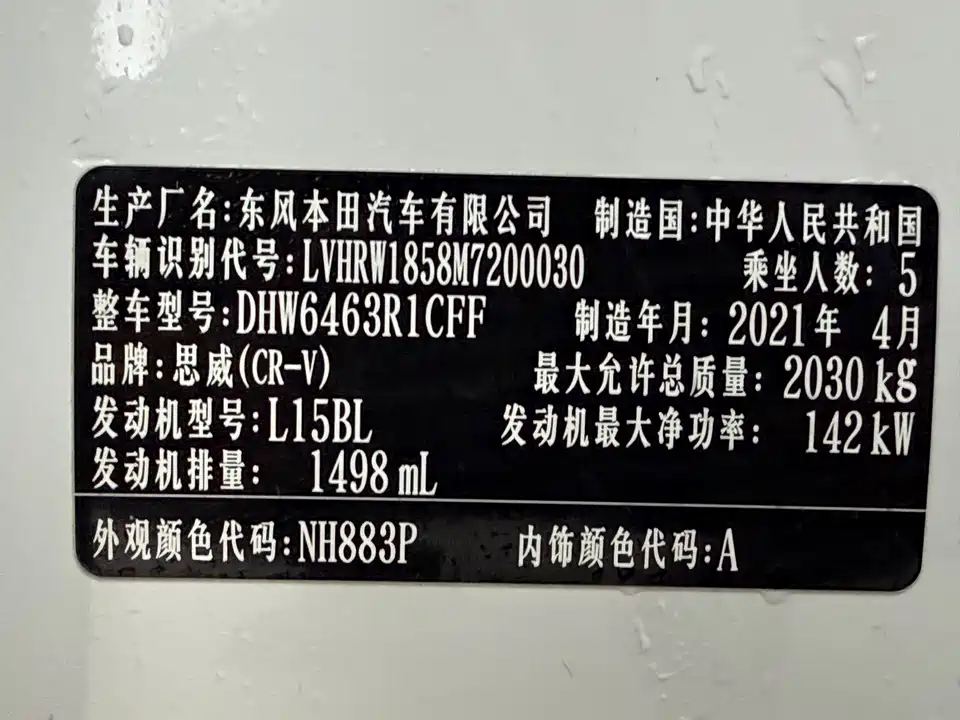 生产厂名:东风本田汽车有限公司 制造国:中华人民共和国
车辆识别代号:LVHRW1858M7200030 乘坐人数: 5
整车型号:DHW6463R1CFF 制造年月: 2021年 4月
品牌:思威(CR-V) 最大允许总质量: 2030 kg
发动机型号:L15BL 发动机最大净功率: 142 kW
发动机排量: 1498 mL
外观颜色代码:NH883P 内饰颜色代码:A